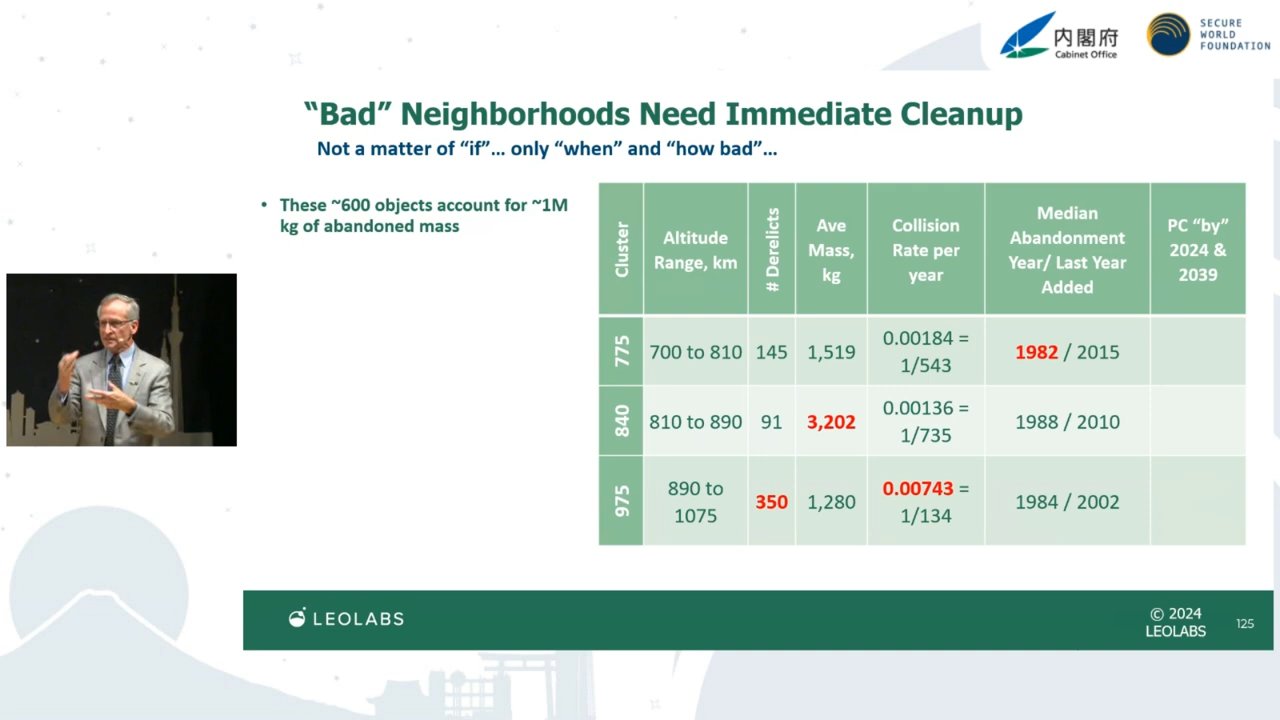 内閣府
Cabinet Office
SECURE
WORLD
FOUNDATION
“Bad” Neighborhoods Need Immediate Cleanup
Not a matter of “if”... only “when” and “how bad”...
• These ~600 objects account for ~1M
kg of abandoned mass
Cluster
Altitude
Range, km
# Derelicts
Ave
Mass,
kg
Collision
Rate per
year
Median
Abandonment
Year/ Last Year
Added
PC “by”
2024 &
2039
775
700 to 810
145
1,519
0.00184 =
1/543
1982 / 2015
840
810 to 890
91
3,202
0.00136 =
1/735
1988 / 2010
975
890 to
1075
350
1,280
0.00743 =
1/134
1984 / 2002
LEOLABS
© 2024
LEOLABS
125